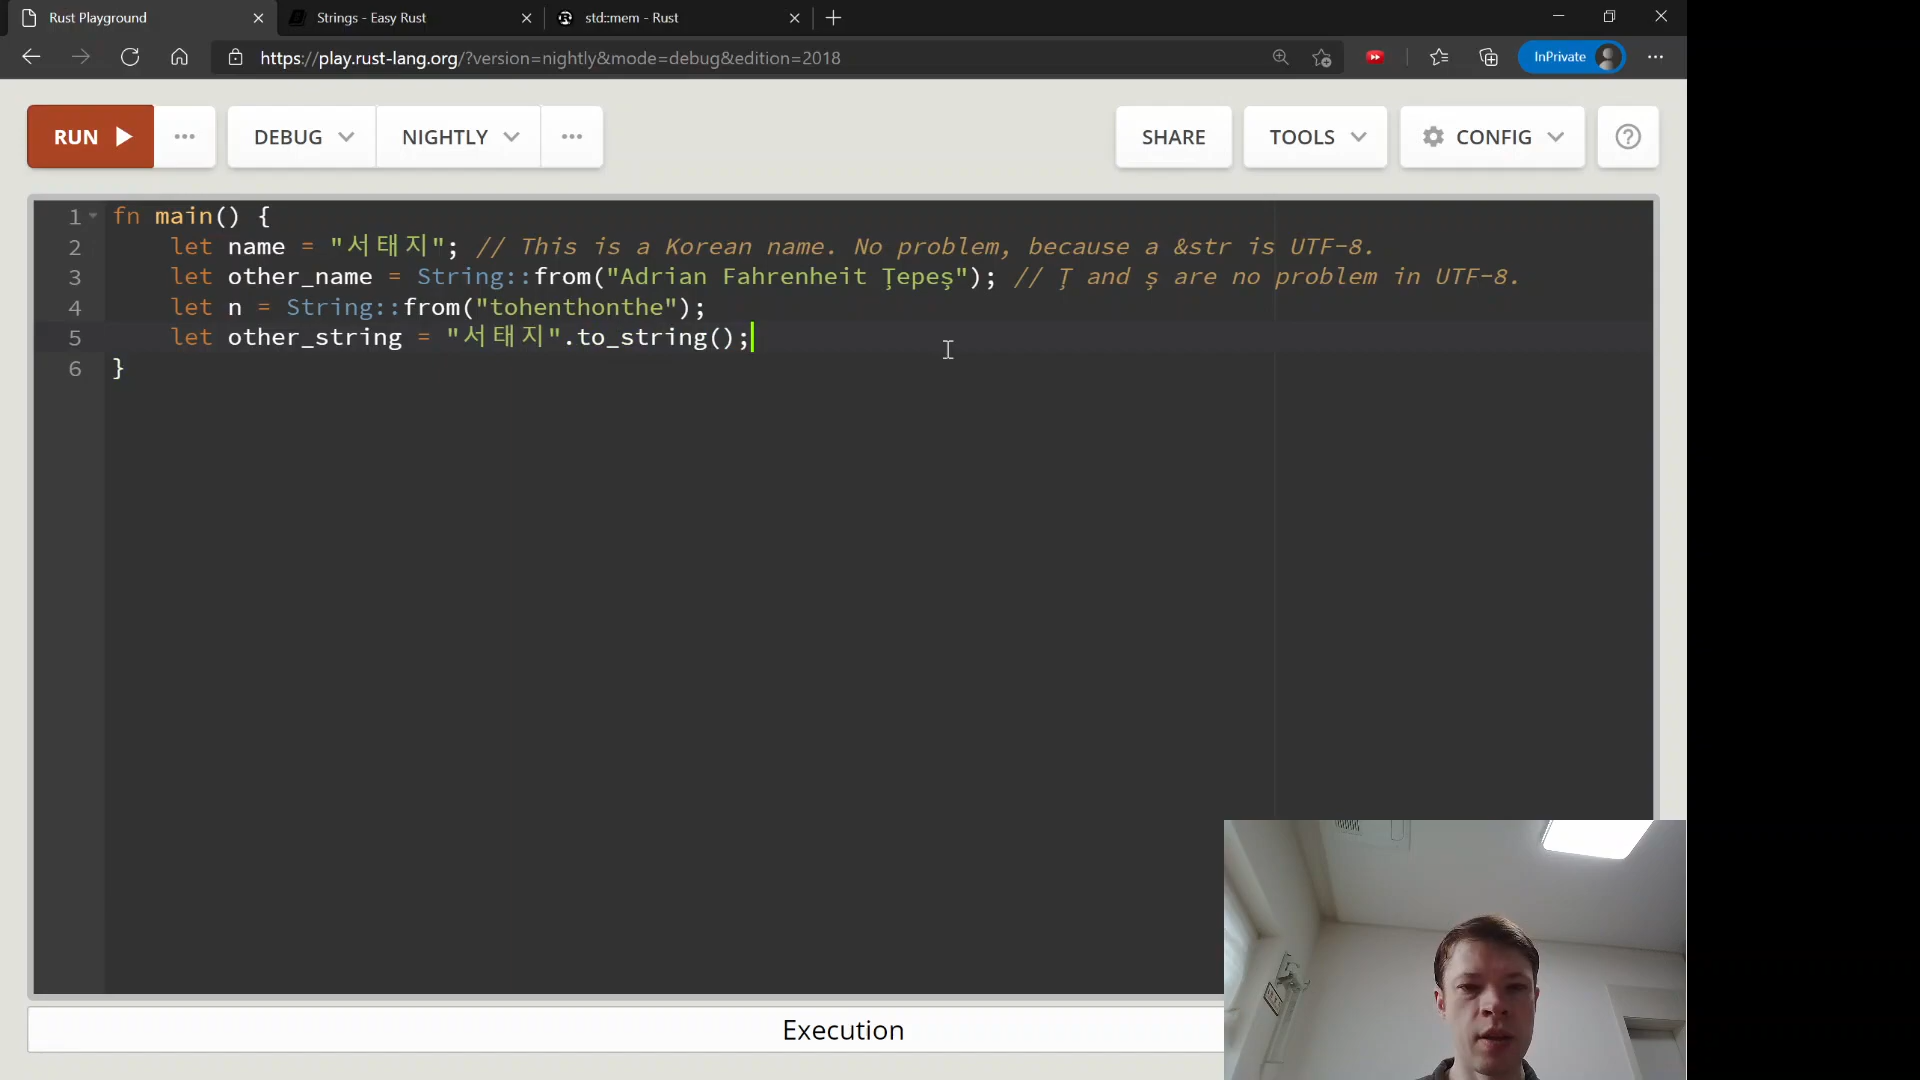 Rust Playground
Strings - Easy Rust
std::mem - Rust
https://play.rust-lang.org/?version=nightly&mode=debug&edition=2018
InPrivate
RUN
DEBUG
NIGHTLY
SHARE
TOOLS
CONFIG
1 fn main() {
2 let name = "서태지"; // This is a Korean name. No problem, because a &str is UTF-8.
3 let other_name = String::from("Adrian Fahrenheit Țepeș"); // Ț and ș are no problem in UTF-8.
4 let n = String::from("tohenthonthe");
5 let other_string = "서태지".to_string();
6 }
Execution